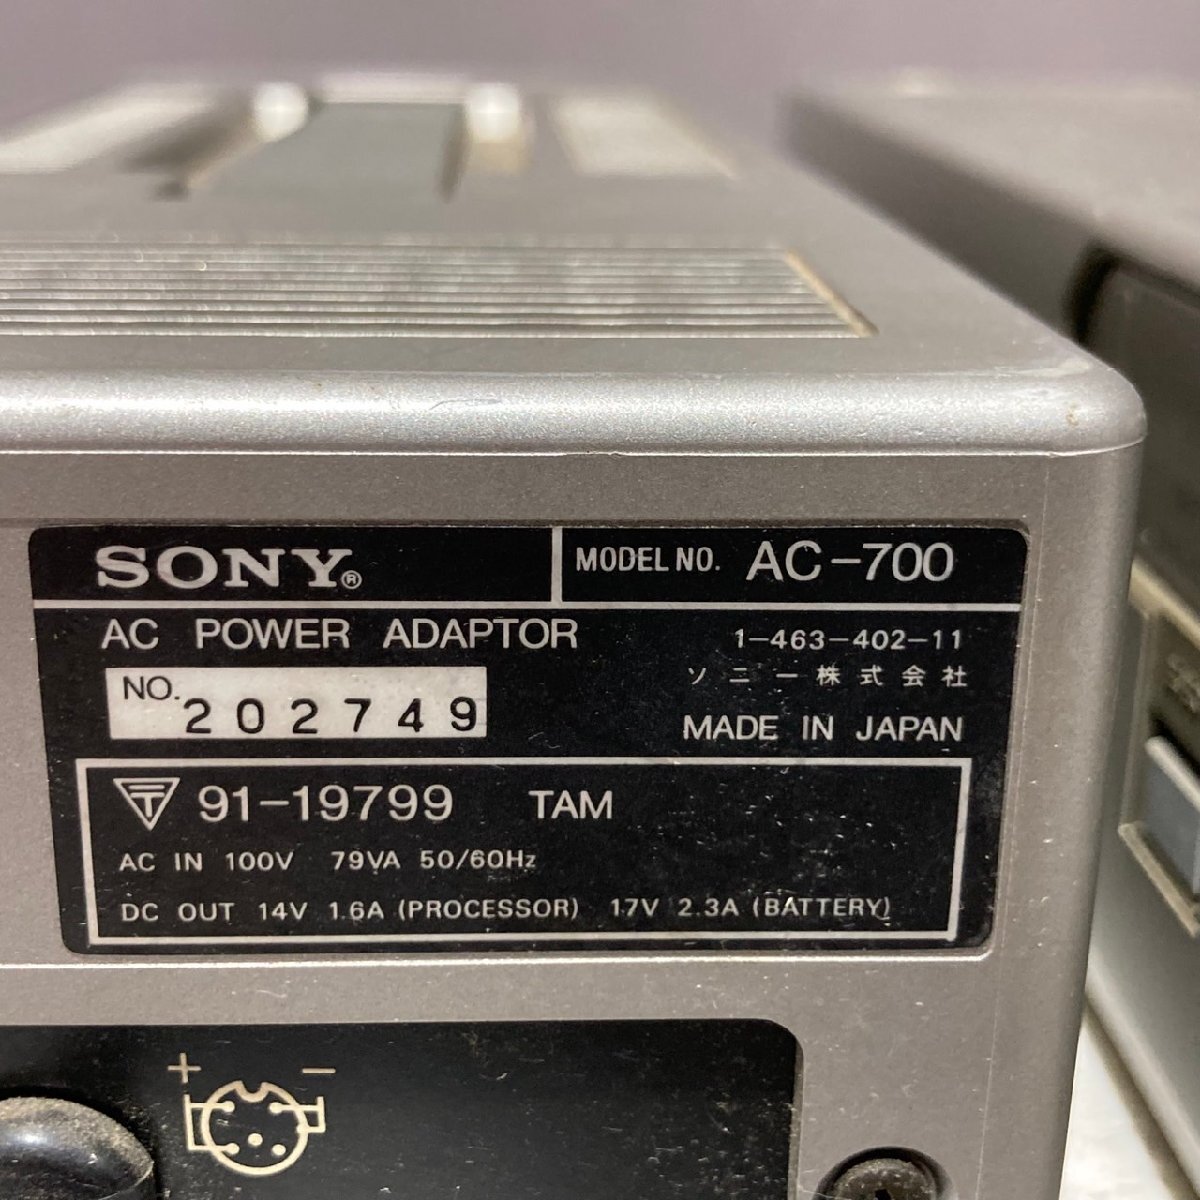 SONY®
MODEL NO. AC-700
AC POWER ADAPTOR
1-463-402-11
ソニー株式会社
NO. 202749
MADE IN JAPAN
91-19799 TAM
AC IN 100V 79VA 50/60Hz
DC OUT 14V 1.6A (PROCESSOR) 17V 2.3A (BATTERY)
+ −